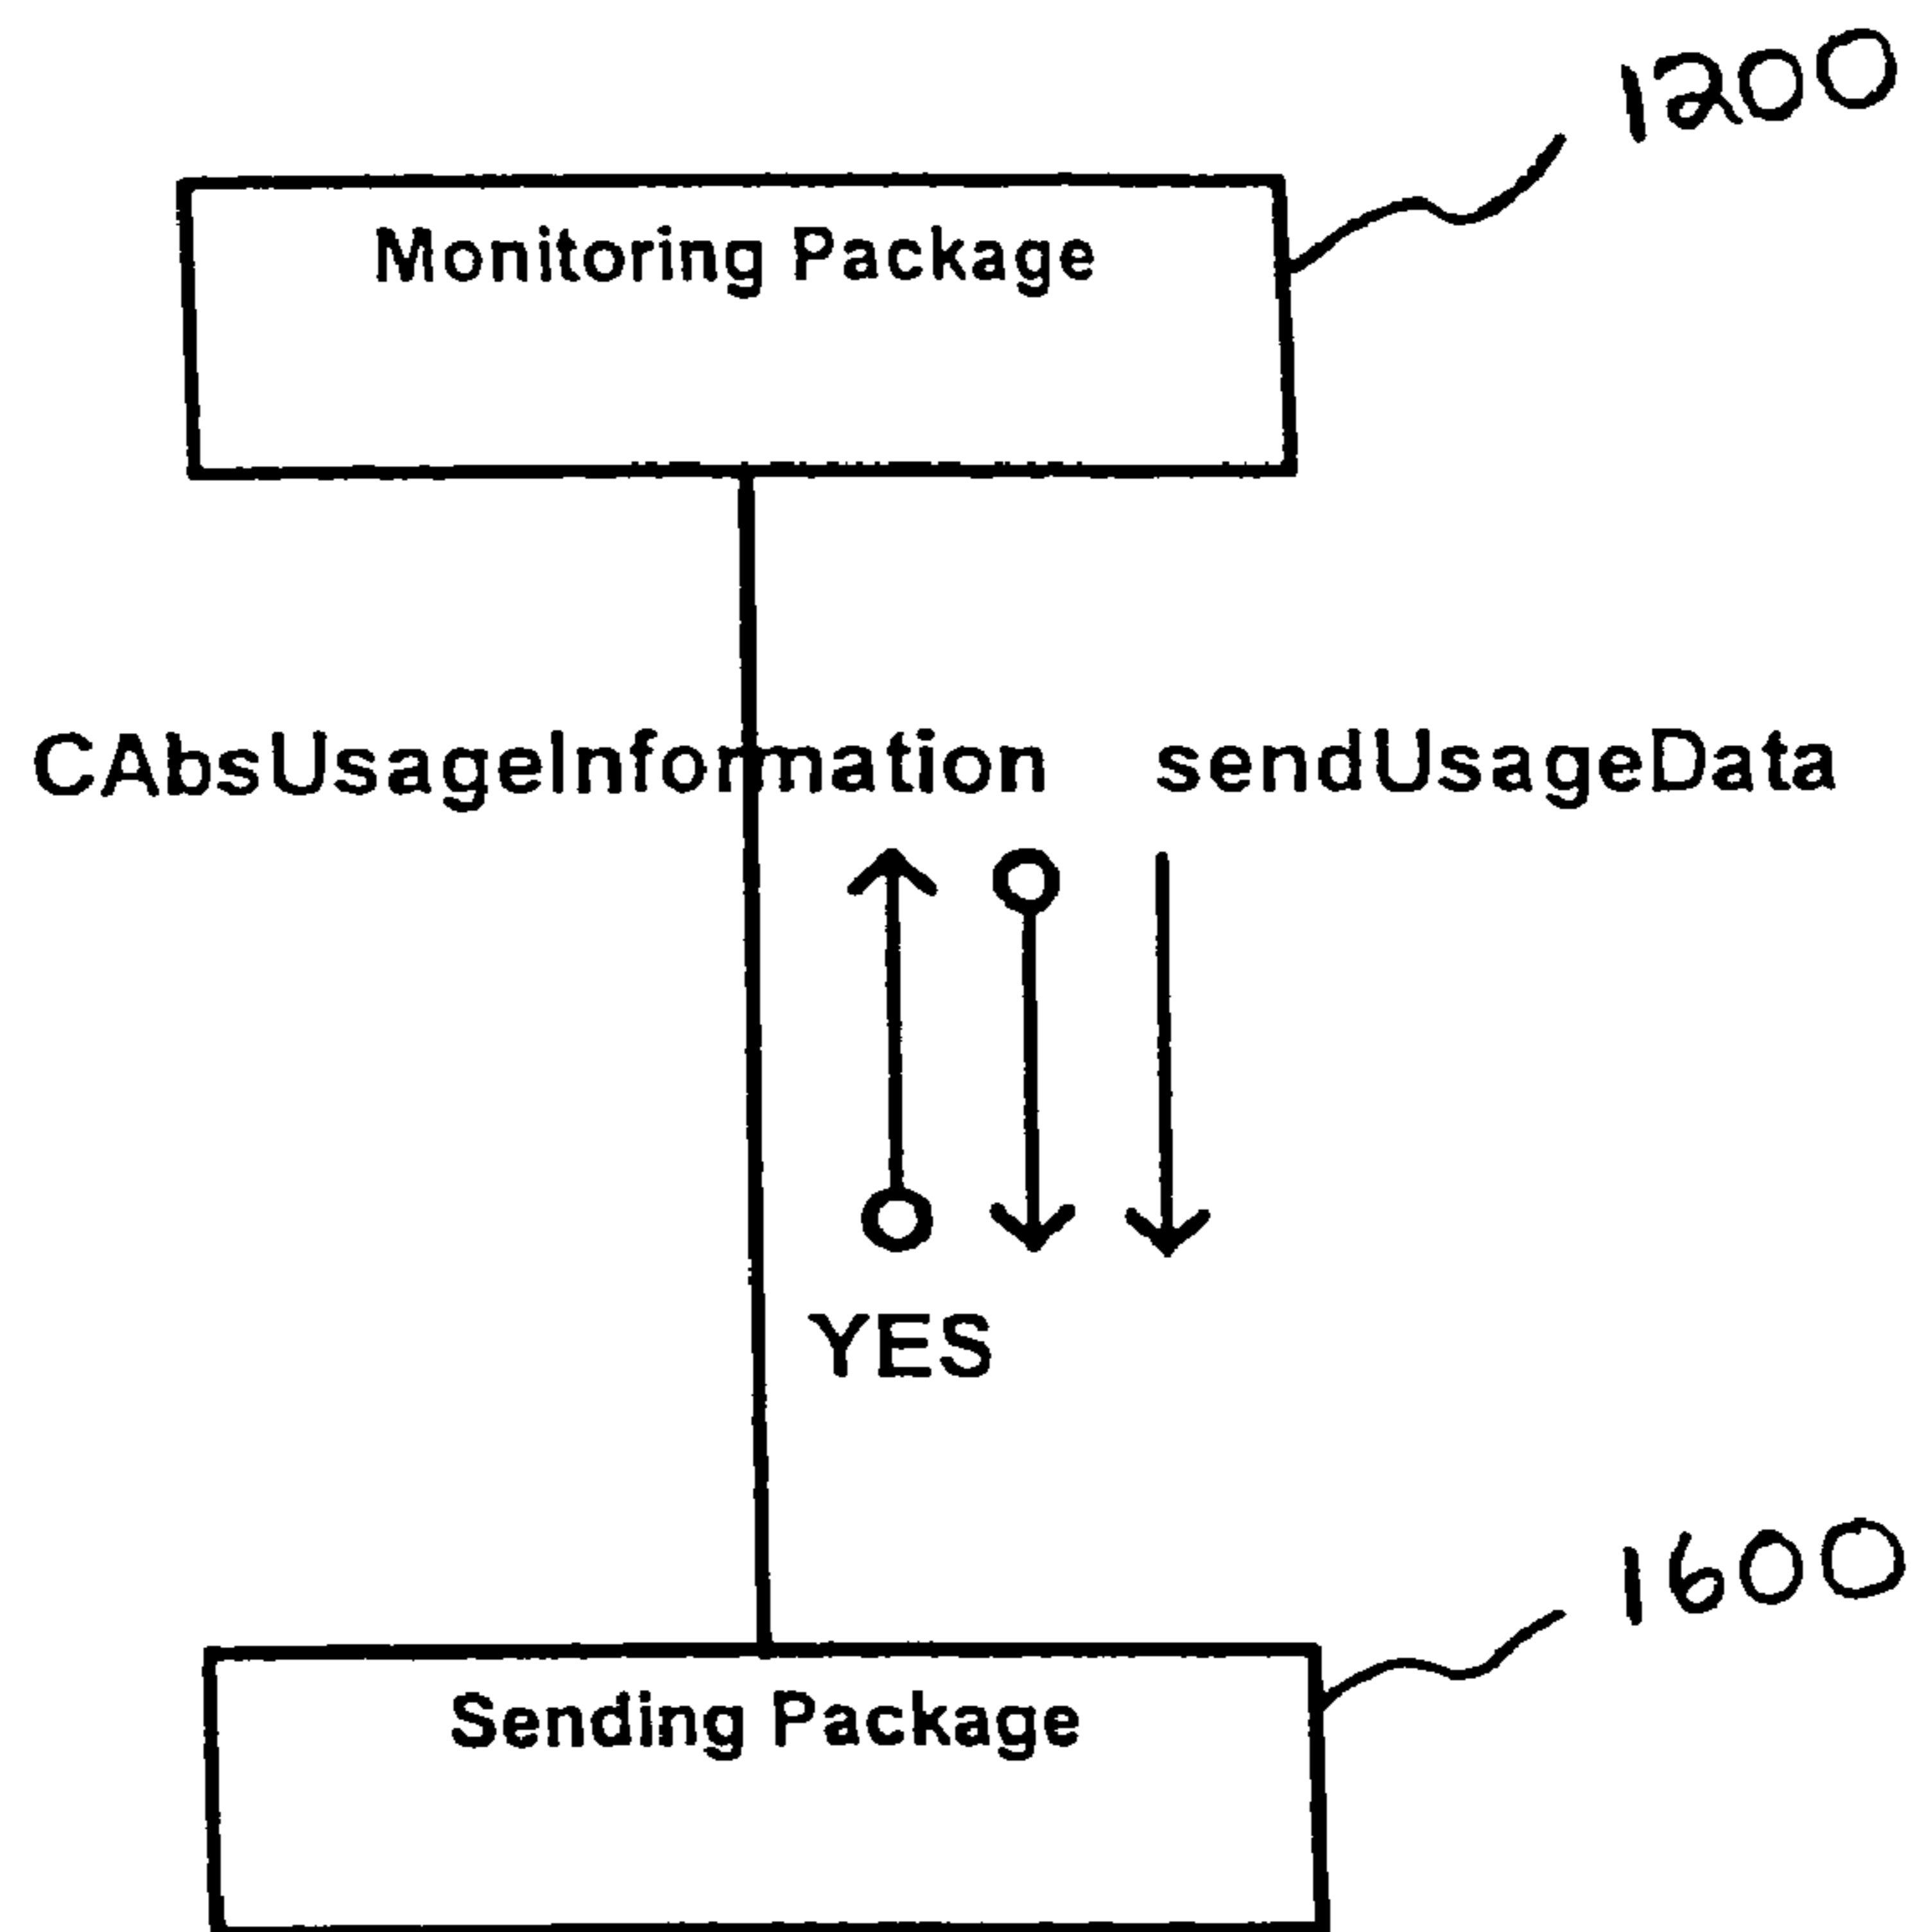 1200
Monitoring Package
CAbsUsageInformation sendUsageData
YES
1600
Sending Package